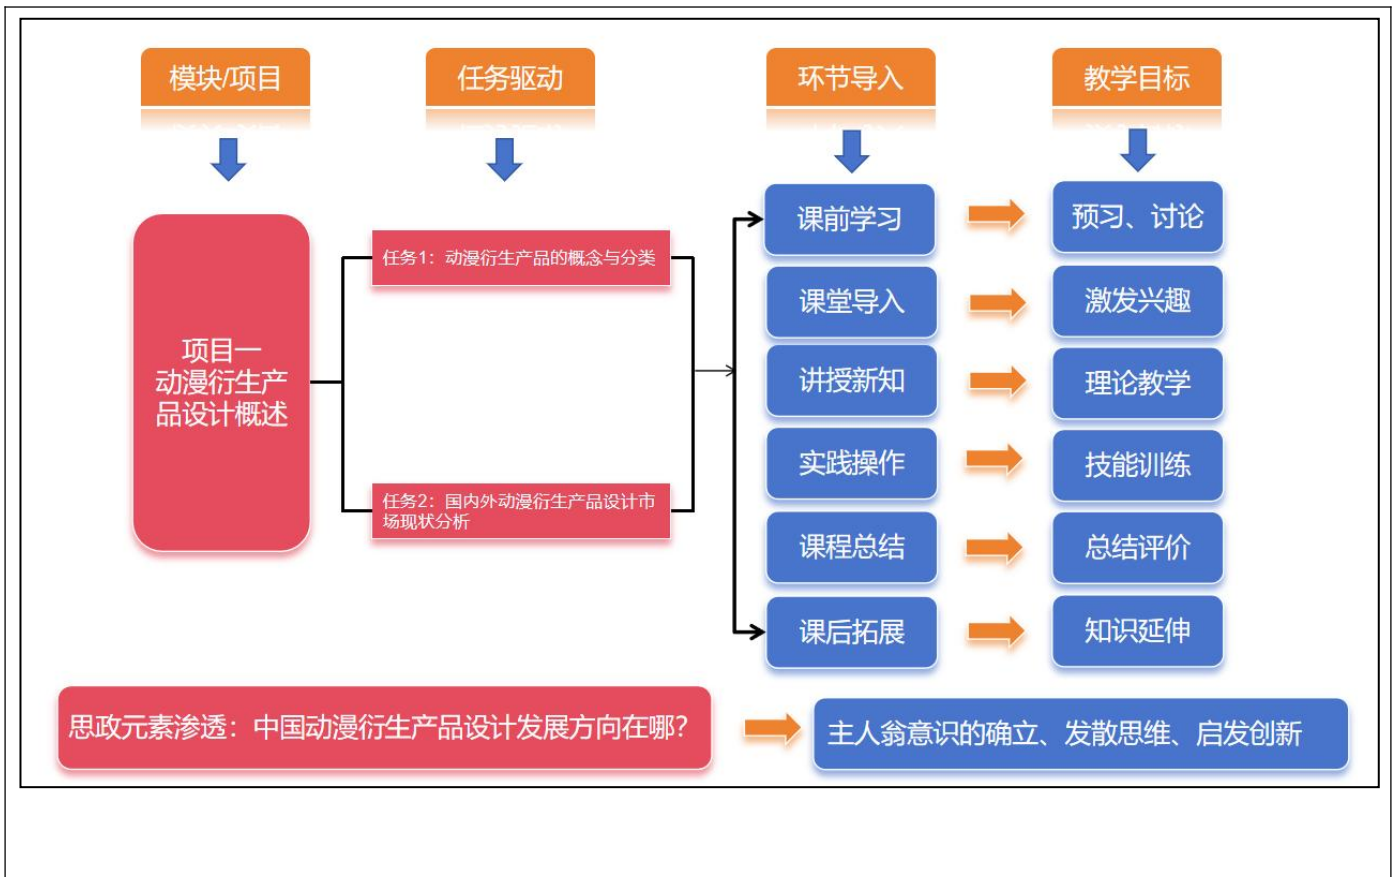 模块/项目
任务驱动
环节导入
教学目标
项目一
动漫衍生产
品设计概述
任务1：动漫衍生产品的概念与分类
任务2：国内外动漫衍生产品设计市
场现状分析
课前学习
预习、讨论
课堂导入
激发兴趣
讲授新知
理论教学
实践操作
技能训练
课程总结
总结评价
课后拓展
知识延伸
思政元素渗透：中国动漫衍生产品设计发展方向在哪？
主人翁意识的确立、发散思维、启发创新